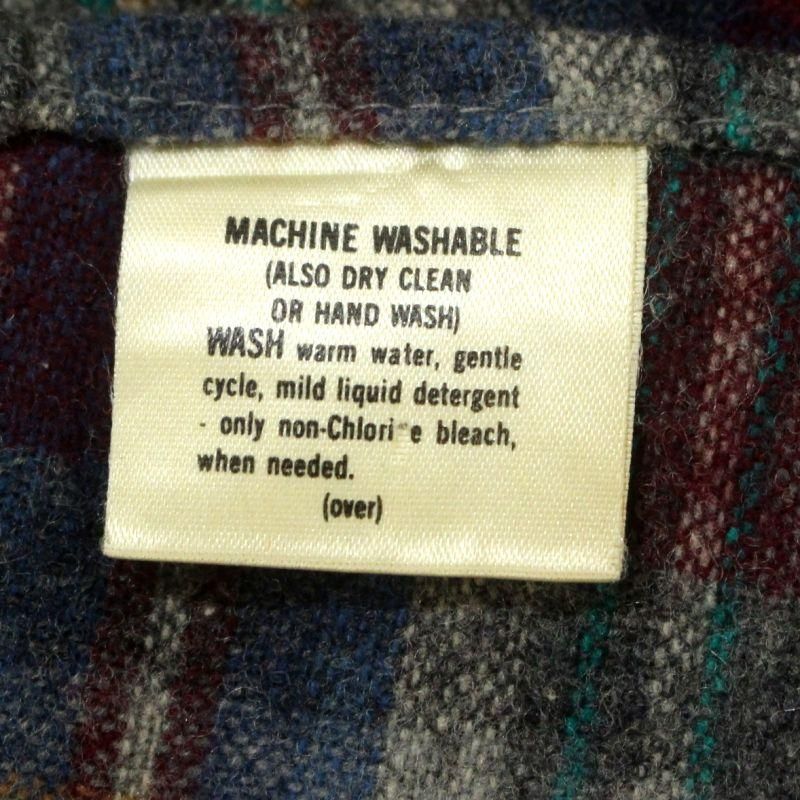 MACHINE WASHABLE
(ALSO DRY CLEAN
OR HAND WASH)
WASH warm water, gentle
cycle, mild liquid detergent
- only non-Chlori e bleach,
when needed.
(over)